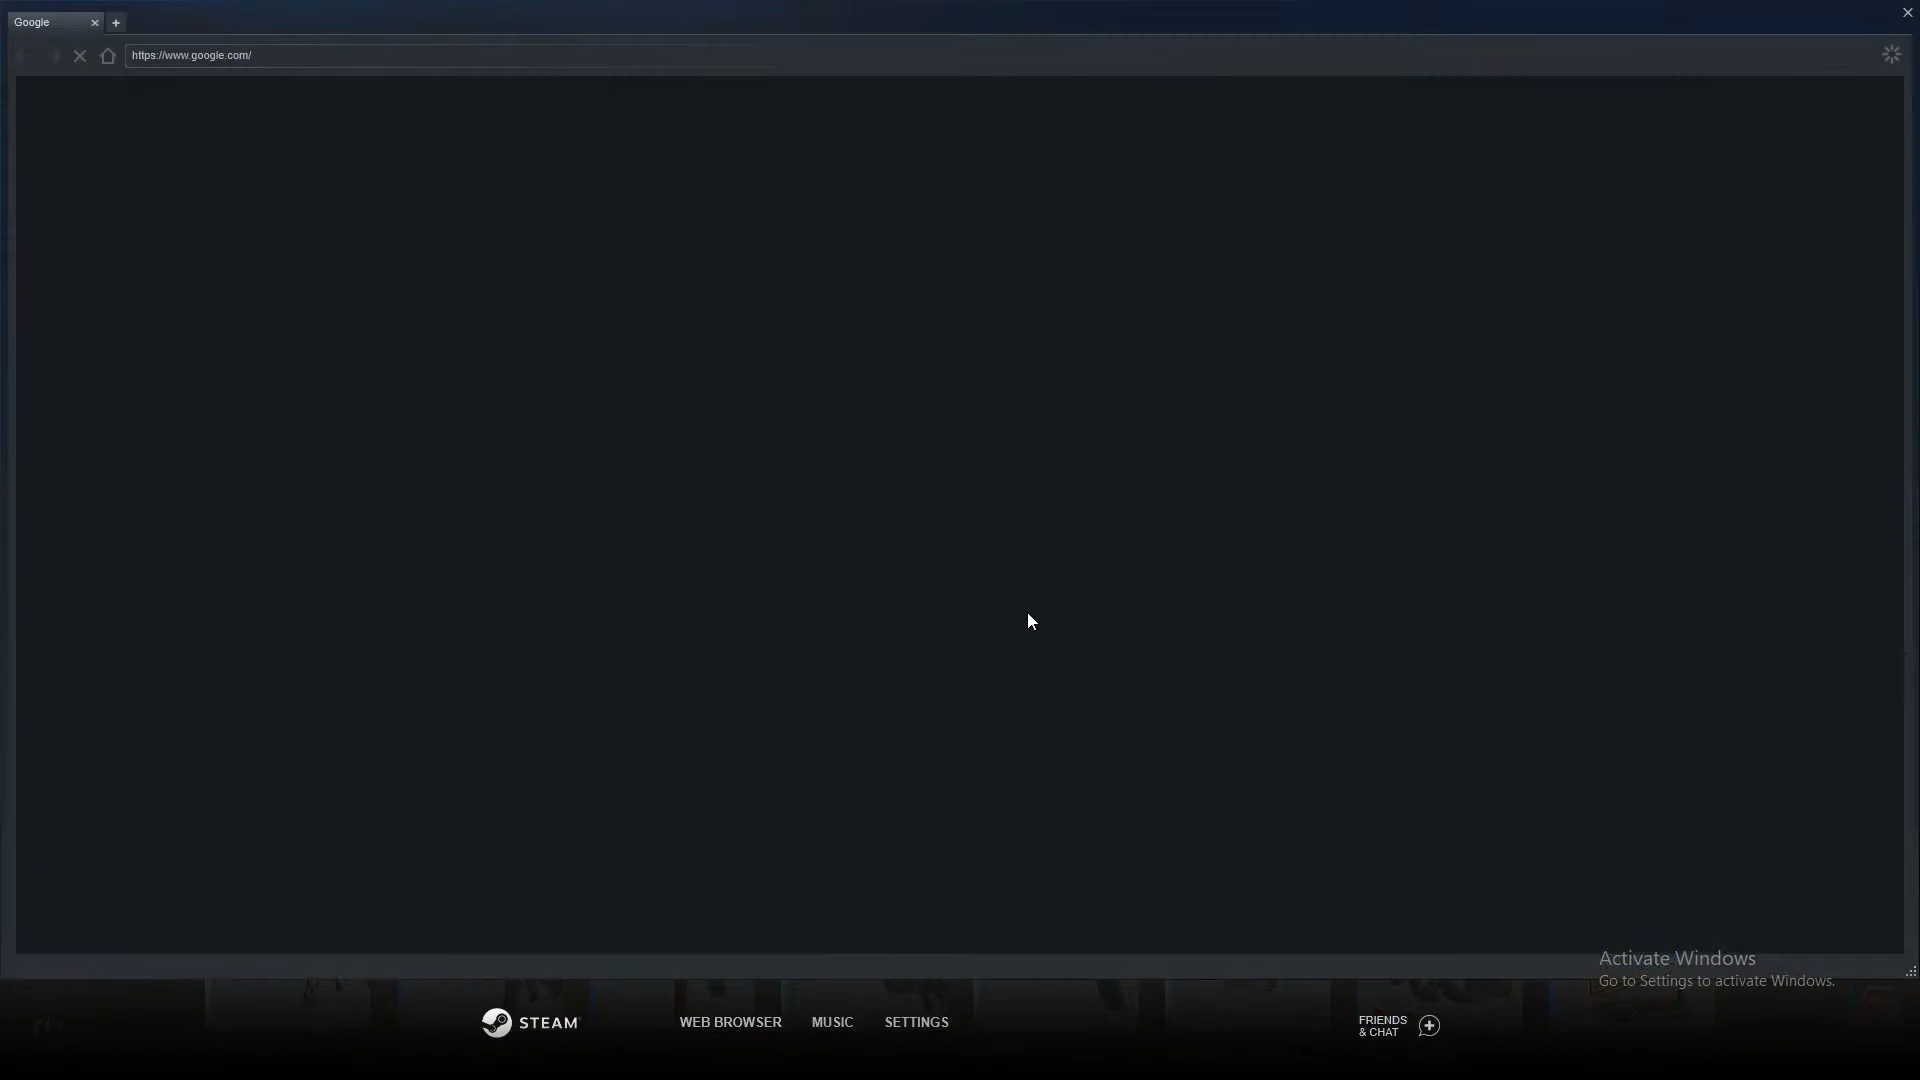 Google
https://www.google.com/
Activate Windows
Go to Settings to activate Windows.
STEAM
WEB BROWSER
MUSIC
SETTINGS
FRIENDS
& CHAT